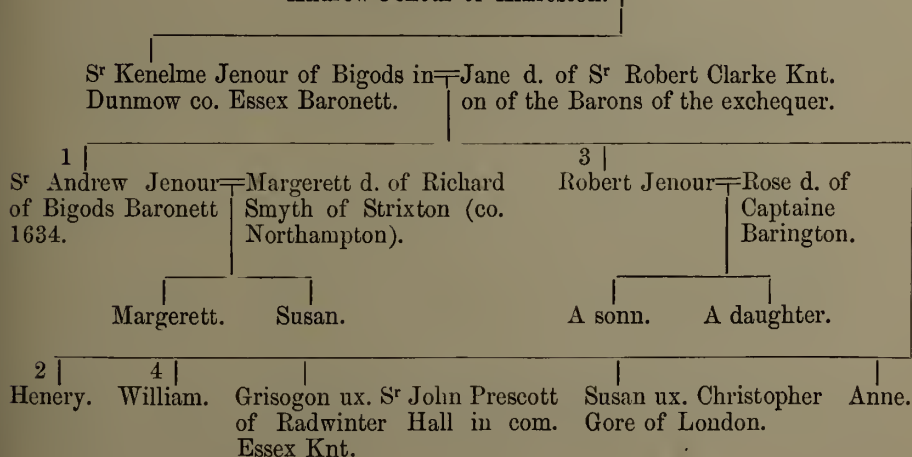 Sʳ Kenelme Jenour of Bigods in Jane d. of Sʳ Robert Clarke Knt.
Dunmow co. Essex Baronett. on of the Barons of the exchequer.
1 3
Sʳ Andrew Jenour Margerett d. of Richard Robert Jenour Rose d. of
of Bigods Baronett Smyth of Strixton (co. Captaine
1634. Northampton). Barington.
Margerett. Susan. A sonn. A daughter.
2 4
Henery. William. Grisogon ux. Sʳ John Prescott Susan ux. Christopher Anne.
of Radwinter Hall in com. Gore of London.
Essex Knt.